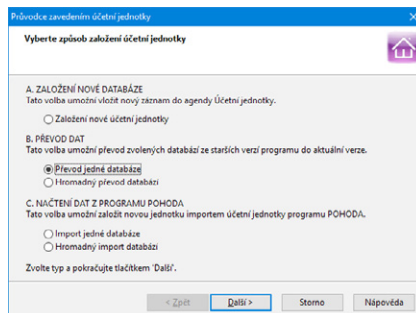 Průvodce zavedením účetní jednotky
Vyberte způsob založení účetní jednotky
A. ZALOŽENÍ NOVÉ DATABÁZE
Tato volba umožní vložit nový záznam do agendy Účetní jednotky.
Založení nové účetní jednotky
B. PŘEVOD DAT
Tato volba umožní převod zvolených databází ze starších verzí programu do aktuální verze.
Převod jedné databáze
Hromadný převod databází
C. NAČTENÍ DAT Z PROGRAMU POHODA
Tato volba umožní založit novou jednotku importem účetní jednotky programu POHODA.
Import jedné databáze
Hromadný import databází
Zvolte typ a pokračujte tlačítkem 'Další'.
< Zpět Další > Storno Nápověda